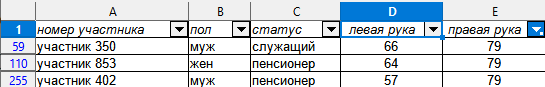 A B C D E
1 номер участника пол статус левая рука правая рука
59 участник 350 муж служащий 66 79
110 участник 853 жен пенсионер 64 79
255 участник 402 муж пенсионер 57 79